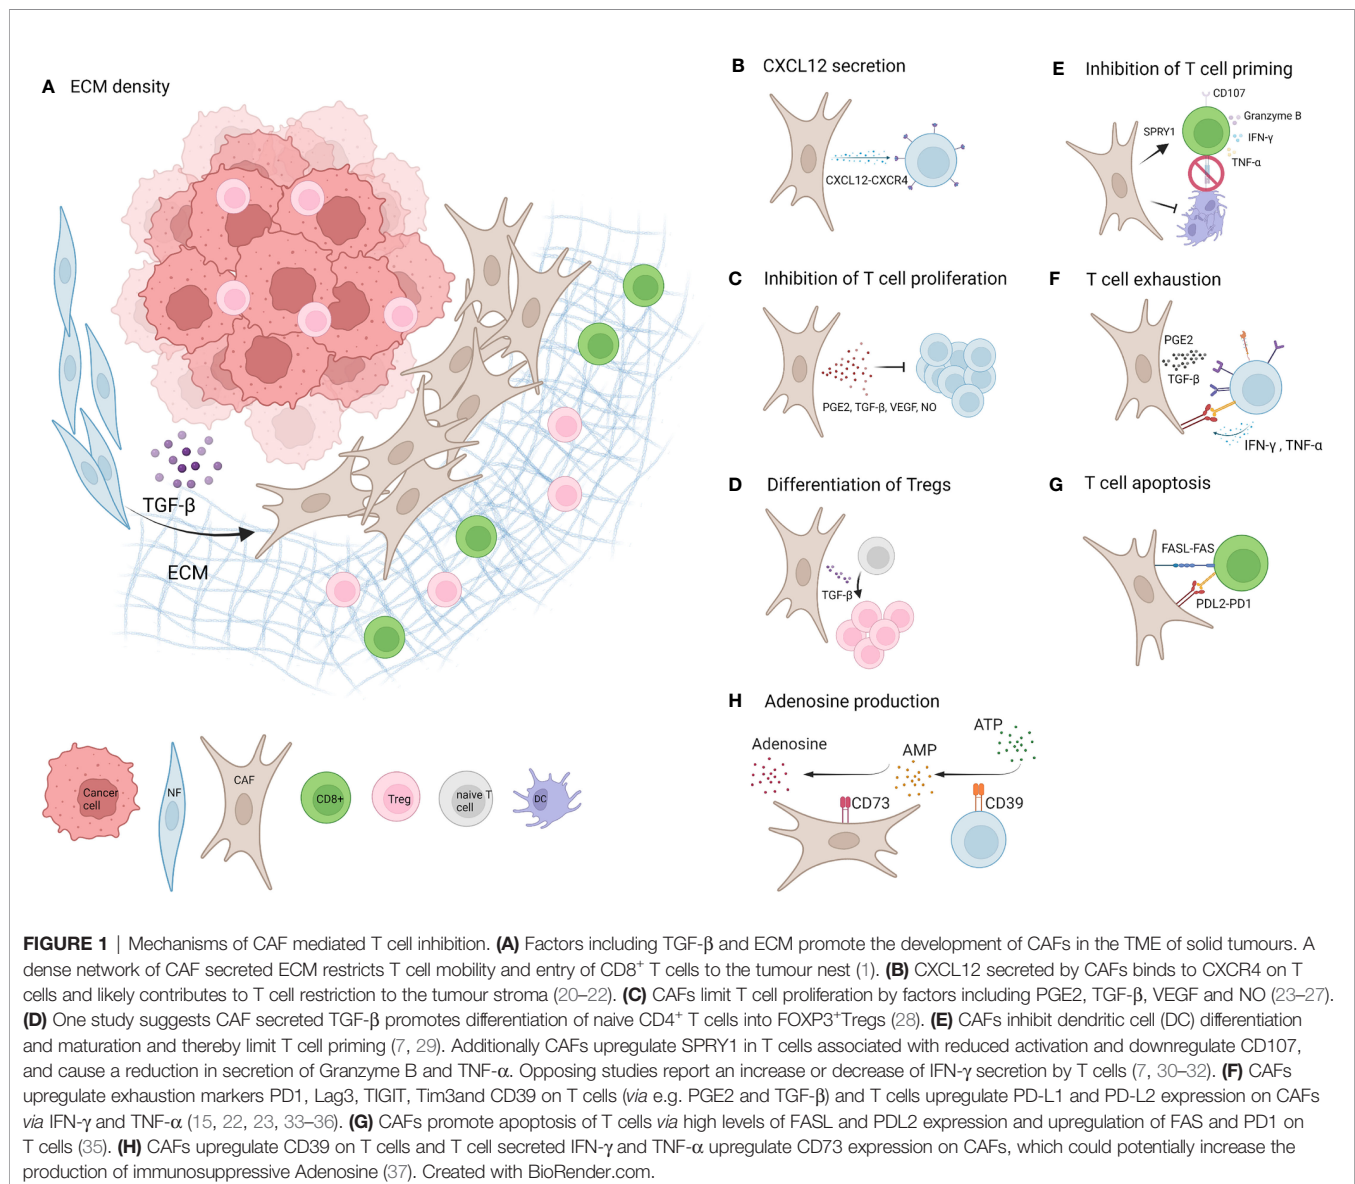 A ECM density
TGF-β
ECM
Cancer
cell
NF
CAF
CD8+
Treg
naive T
cell
DC
B CXCL12 secretion
CXCL12-CXCR4
C Inhibition of T cell proliferation
PGE2, TGF-β, VEGF, NO
D Differentiation of Tregs
TGF-β
E Inhibition of T cell priming
CD107
SPRY1
Granzyme B
IFN-γ
TNF-α
F T cell exhaustion
PGE2
TGF-β
IFN-γ , TNF-α
G T cell apoptosis
FASL-FAS
PDL2-PD1
H Adenosine production
Adenosine
AMP
ATP
CD73
CD39
FIGURE 1 | Mechanisms of CAF mediated T cell inhibition. (A) Factors including TGF-β and ECM promote the development of CAFs in the TME of solid tumours. A
dense network of CAF secreted ECM restricts T cell mobility and entry of CD8⁺ T cells to the tumour nest (1). (B) CXCL12 secreted by CAFs binds to CXCR4 on T
cells and likely contributes to T cell restriction to the tumour stroma (20–22). (C) CAFs limit T cell proliferation by factors including PGE2, TGF-β, VEGF and NO (23–27).
(D) One study suggests CAF secreted TGF-β promotes differentiation of naive CD4⁺ T cells into FOXP3⁺Tregs (28). (E) CAFs inhibit dendritic cell (DC) differentiation
and maturation and thereby limit T cell priming (7, 29). Additionally CAFs upregulate SPRY1 in T cells associated with reduced activation and downregulate CD107,
and cause a reduction in secretion of Granzyme B and TNF-α. Opposing studies report an increase or decrease of IFN-γ secretion by T cells (7, 30–32). (F) CAFs
upregulate exhaustion markers PD1, Lag3, TIGIT, Tim3and CD39 on T cells (via e.g. PGE2 and TGF-β) and T cells upregulate PD-L1 and PD-L2 expression on CAFs
via IFN-γ and TNF-α (15, 22, 23, 33–36). (G) CAFs promote apoptosis of T cells via high levels of FASL and PDL2 expression and upregulation of FAS and PD1 on
T cells (35). (H) CAFs upregulate CD39 on T cells and T cell secreted IFN-γ and TNF-α upregulate CD73 expression on CAFs, which could potentially increase the
production of immunosuppressive Adenosine (37). Created with BioRender.com.